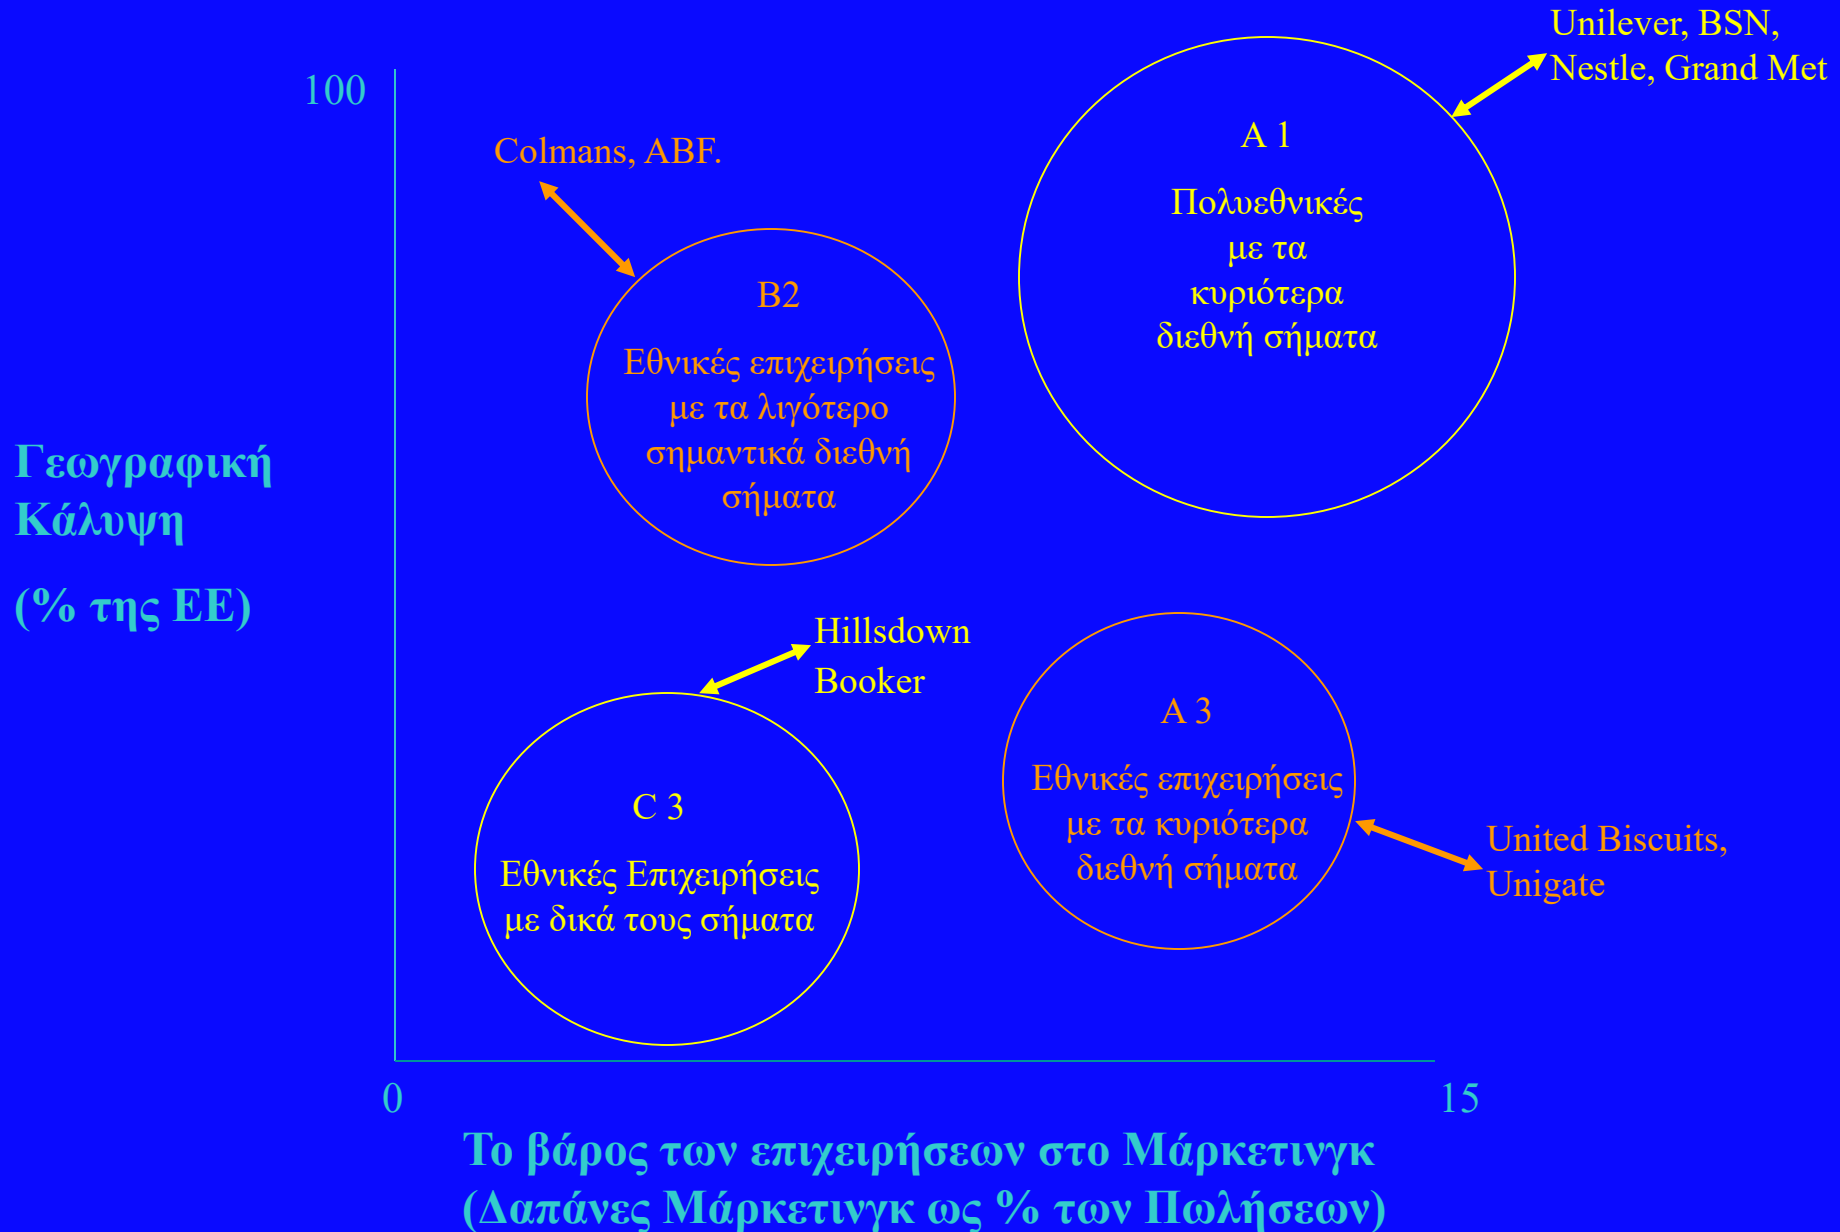 Unilever, BSN,
Nestle, Grand Met
100
Colmans, ABF.
A 1
Πολυεθνικές
με τα
κυριότερα
διεθνή σήματα
B2
Εθνικές επιχειρήσεις
με τα λιγότερο
σημαντικά διεθνή
σήματα
Γεωγραφική
Κάλυψη
(% της ΕΕ)
Hillsdown
Booker
A 3
Εθνικές επιχειρήσεις
με τα κυριότερα
διεθνή σήματα
C 3
Εθνικές Επιχειρήσεις
με δικά τους σήματα
United Biscuits,
Unigate
0
15
Το βάρος των επιχειρήσεων στο Μάρκετινγκ
(Δαπάνες Μάρκετινγκ ως % των Πωλήσεων)